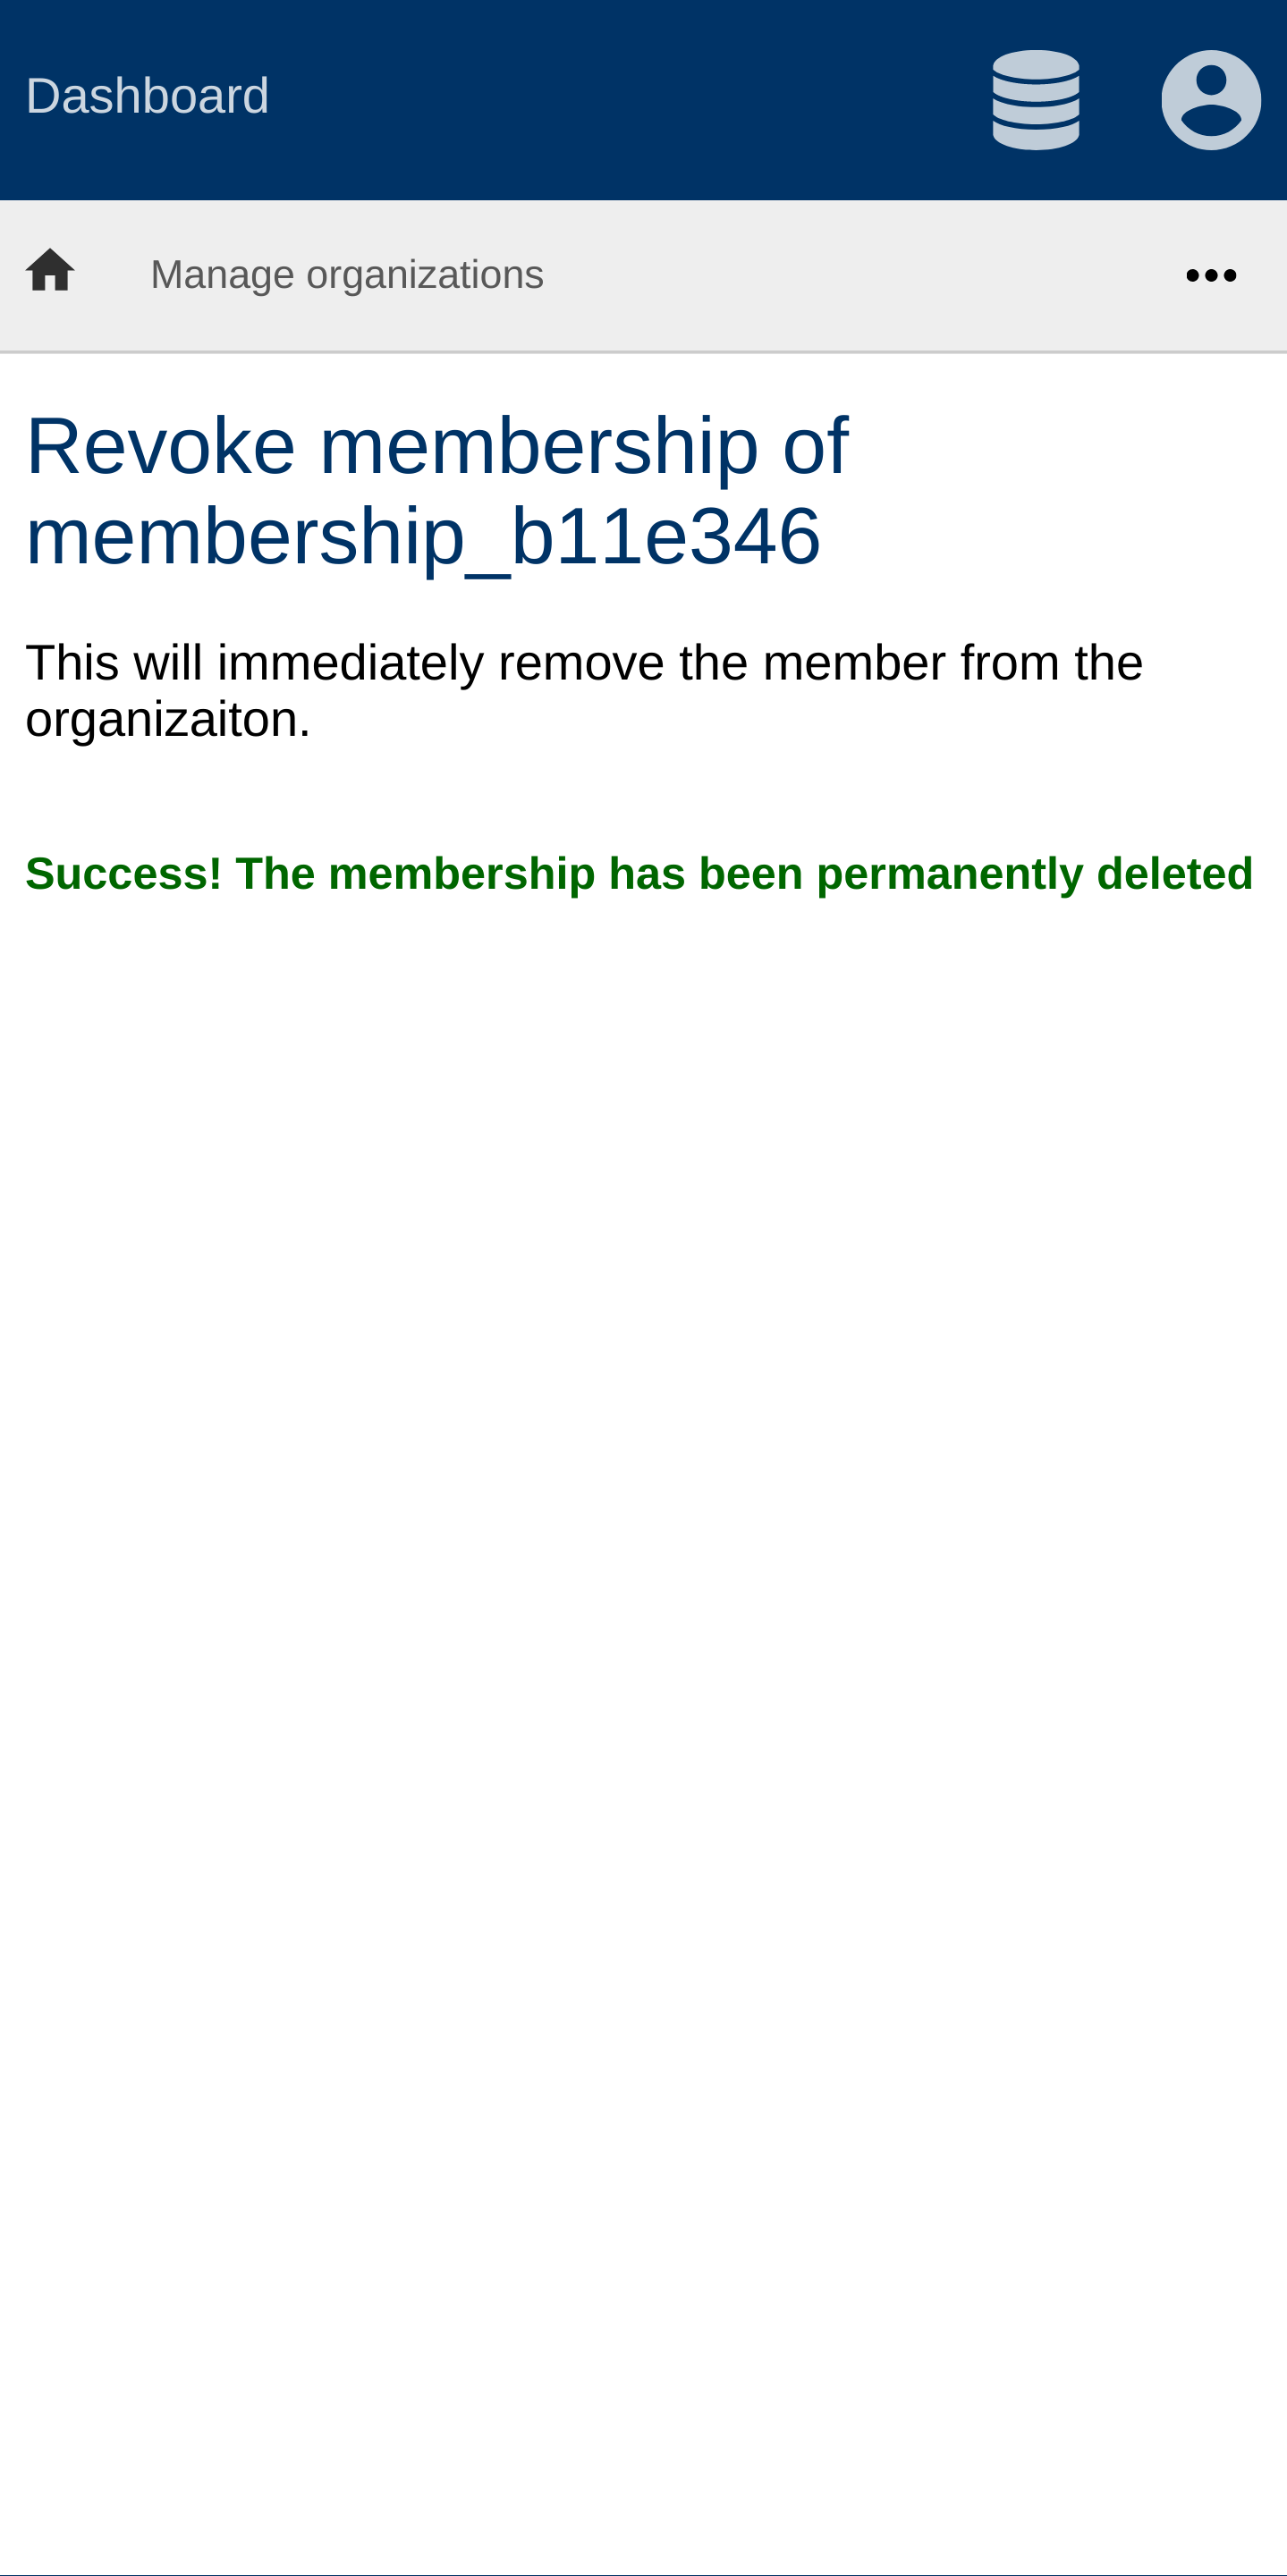 Dashboard
Manage organizations
Revoke membership of
membership_b11e346
This will immediately remove the member from the
organizaiton.
Success! The membership has been permanently deleted